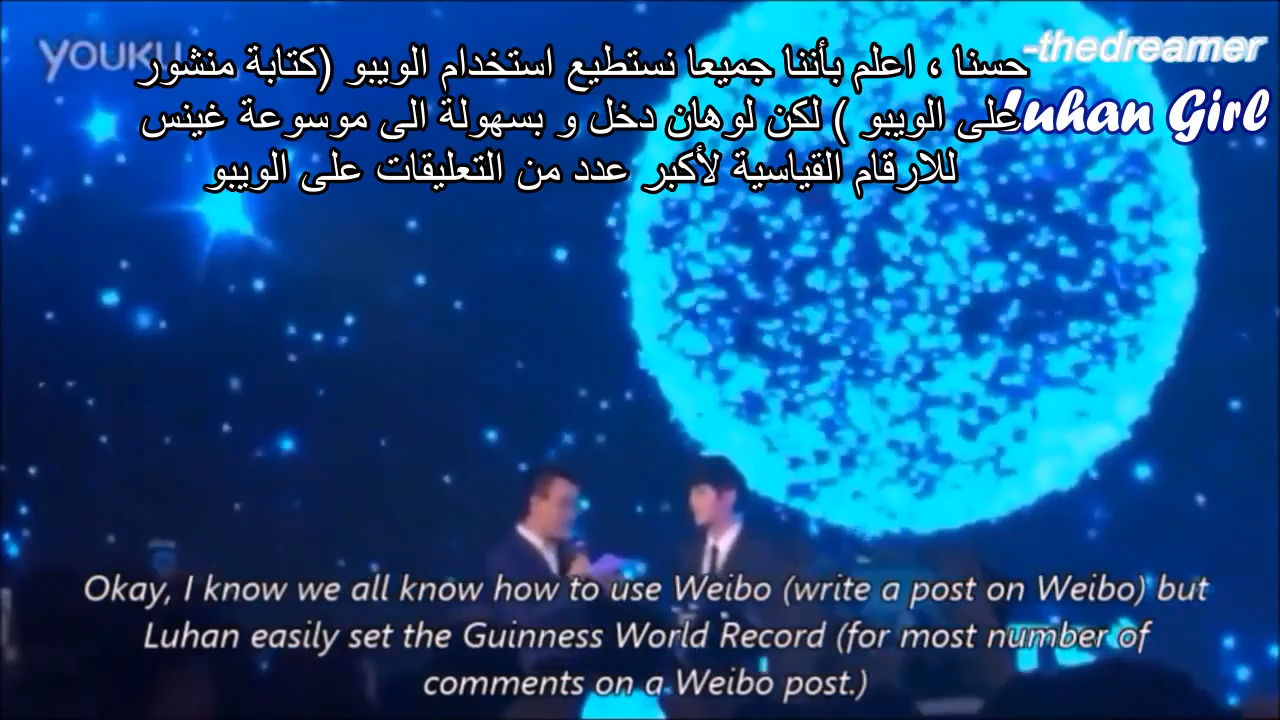 YOUKU
-thedreamer
Luhan Girl
حسنا ، اعلم بأننا جميعا نستطيع استخدام الويبو (كتابة منشور
على الويبو ) لكن لوهان دخل و بسهولة الى موسوعة غينس
للارقام القياسية لأكبر عدد من التعليقات على الويبو
Okay, I know we all know how to use Weibo (write a post on Weibo) but
Luhan easily set the Guinness World Record (for most number of
comments on a Weibo post.)